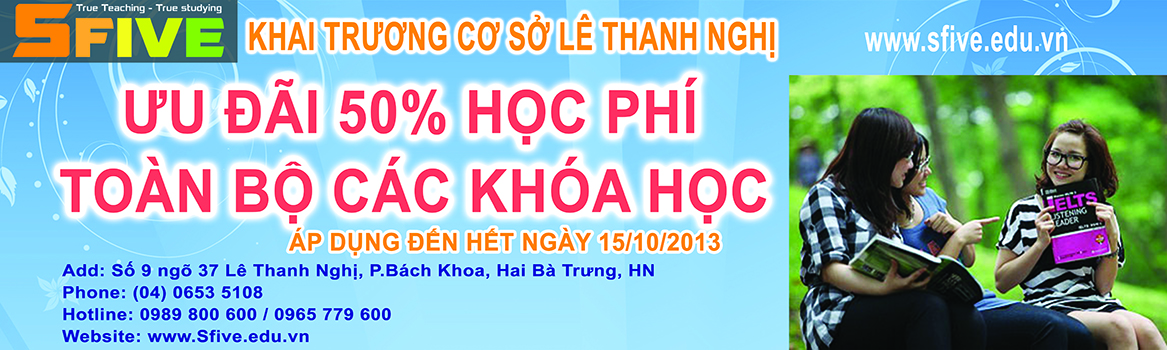 True Teaching - True studying
SFIVE
KHAI TRƯƠNG CƠ SỞ LÊ THANH NGHỊ
www.sfive.edu.vn
ƯU ĐÃI 50% HỌC PHÍ
TOÀN BỘ CÁC KHÓA HỌC
ÁP DỤNG ĐẾN HẾT NGÀY 15/10/2013
Add: Số 9 ngõ 37 Lê Thanh Nghị, P.Bách Khoa, Hai Bà Trưng, HN
Phone: (04) 0653 5108
Hotline: 0989 800 600 / 0965 779 600
Website: www.Sfive.edu.vn
IELTS
LISTENING